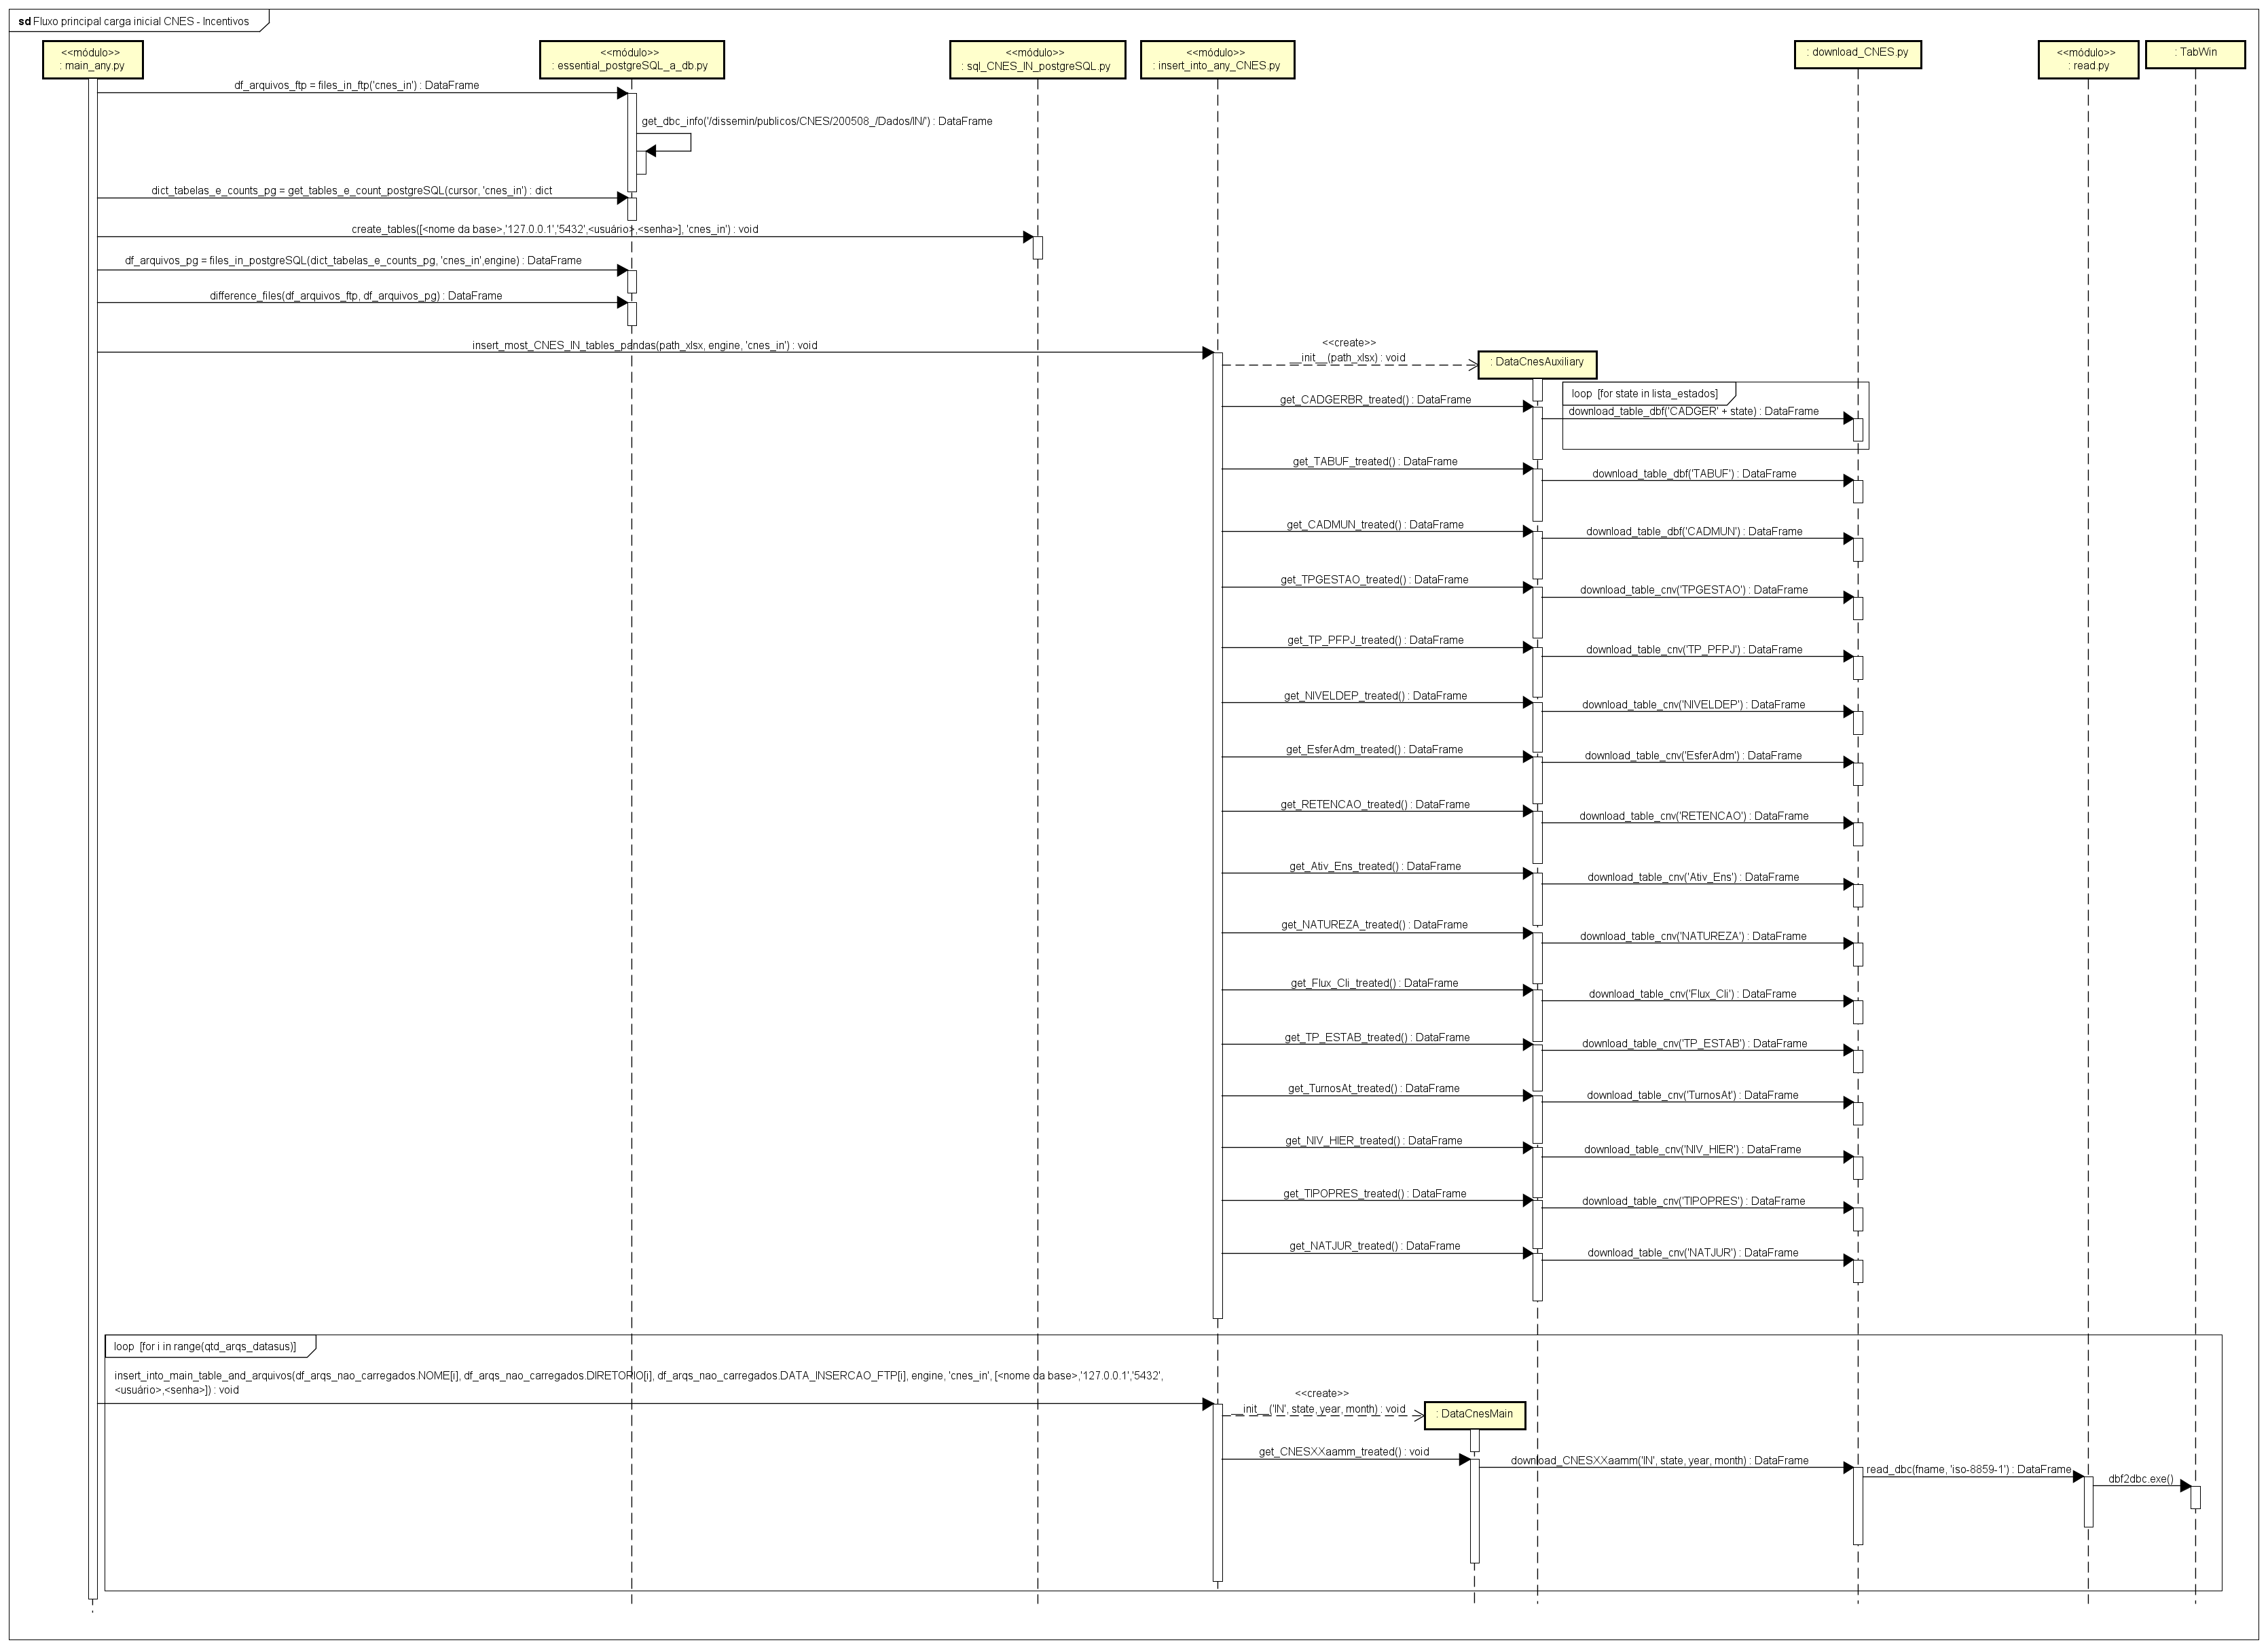 sd Fluxo principal carga inicial CNES - Incentivos
<<módulo>>
: main_any.py
<<módulo>>
: essential_postgreSQL_a_db.py
<<módulo>>
: sql_CNES_IN_postgreSQL.py
<<módulo>>
: insert_into_any_CNES.py
: download_CNES.py
<<módulo>>
: read.py
: TabWin
df_arquivos_ftp = files_in_ftp('cnes_in') : DataFrame
get_dbc_info('/dissemin/publicos/CNES/200508_/Dados/IN/') : DataFrame
dict_tabelas_e_counts_pg = get_tables_e_count_postgreSQL(cursor, 'cnes_in') : dict
create_tables([<nome da base>,'127.0.0.1','5432',<usuário>,<senha>], 'cnes_in') : void
df_arquivos_pg = files_in_postgreSQL(dict_tabelas_e_counts_pg, 'cnes_in',engine) : DataFrame
difference_files(df_arquivos_ftp, df_arquivos_pg) : DataFrame
insert_most_CNES_IN_tables_pandas(path_xlsx, engine, 'cnes_in') : void
<<create>>
__init__(path_xlsx) : void
: DataCnesAuxiliary
loop [for state in lista_estados]
get_CADGERBR_treated() : DataFrame
download_table_dbf('CADGER' + state) : DataFrame
get_TABUF_treated() : DataFrame
download_table_dbf('TABUF') : DataFrame
get_CADMUN_treated() : DataFrame
download_table_dbf('CADMUN') : DataFrame
get_TPGESTAO_treated() : DataFrame
download_table_cnv('TPGESTAO') : DataFrame
get_TP_PFPJ_treated() : DataFrame
download_table_cnv('TP_PFPJ') : DataFrame
get_NIVELDEP_treated() : DataFrame
download_table_cnv('NIVELDEP') : DataFrame
get_EsferAdm_treated() : DataFrame
download_table_cnv('EsferAdm') : DataFrame
get_RETENCAO_treated() : DataFrame
download_table_cnv('RETENCAO') : DataFrame
get_Ativ_Ens_treated() : DataFrame
download_table_cnv('Ativ_Ens') : DataFrame
get_NATUREZA_treated() : DataFrame
download_table_cnv('NATUREZA') : DataFrame
get_Flux_Cli_treated() : DataFrame
download_table_cnv('Flux_Cli') : DataFrame
get_TP_ESTAB_treated() : DataFrame
download_table_cnv('TP_ESTAB') : DataFrame
get_TurnosAt_treated() : DataFrame
download_table_cnv('TurnosAt') : DataFrame
get_NIV_HIER_treated() : DataFrame
download_table_cnv('NIV_HIER') : DataFrame
get_TIPOPRES_treated() : DataFrame
download_table_cnv('TIPOPRES') : DataFrame
get_NATJUR_treated() : DataFrame
download_table_cnv('NATJUR') : DataFrame
loop [for i in range(qtd_arqs_datasus)]
insert_into_main_table_and_arquivos(df_arqs_nao_carregados.NOME[i], df_arqs_nao_carregados.DIRETORIO[i], df_arqs_nao_carregados.DATA_INSERCAO_FTP[i], engine, 'cnes_in', [<nome da base>,'127.0.0.1','5432',
<usuário>,<senha>]) : void
<<create>>
__init__('IN', state, year, month) : void
: DataCnesMain
get_CNESXXaamm_treated() : void
download_CNESXXaamm('IN', state, year, month) : DataFrame
read_dbc(fname, 'iso-8859-1') : DataFrame
dbf2dbc.exe()